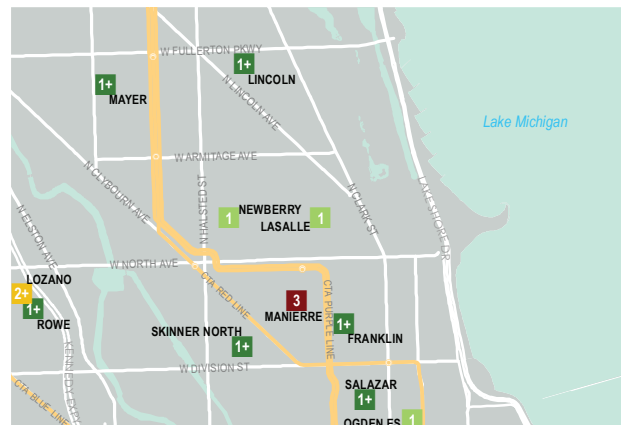 W FULLERTON PKWY
1+
LINCOLN
1+
MAYER
N LINCOLN AVE
Lake Michigan
W ARMITAGE AVE
N CLYBOURN AVE
N HALSTED ST
N CLARK ST
LAKE SHORE DR
1
NEWBERRY
LASALLE
1
N ELSTON AVE
W NORTH AVE
CTA RED LINE
CTA PURPLE LINE
LOZANO
2+
1+
ROWE
3
MANIERRE
1+
FRANKLIN
SKINNER NORTH
1+
KENNEDY EXPY
W DIVISION ST
CTA BLUE LINE
SALAZAR
1+
OGDEN ES
1